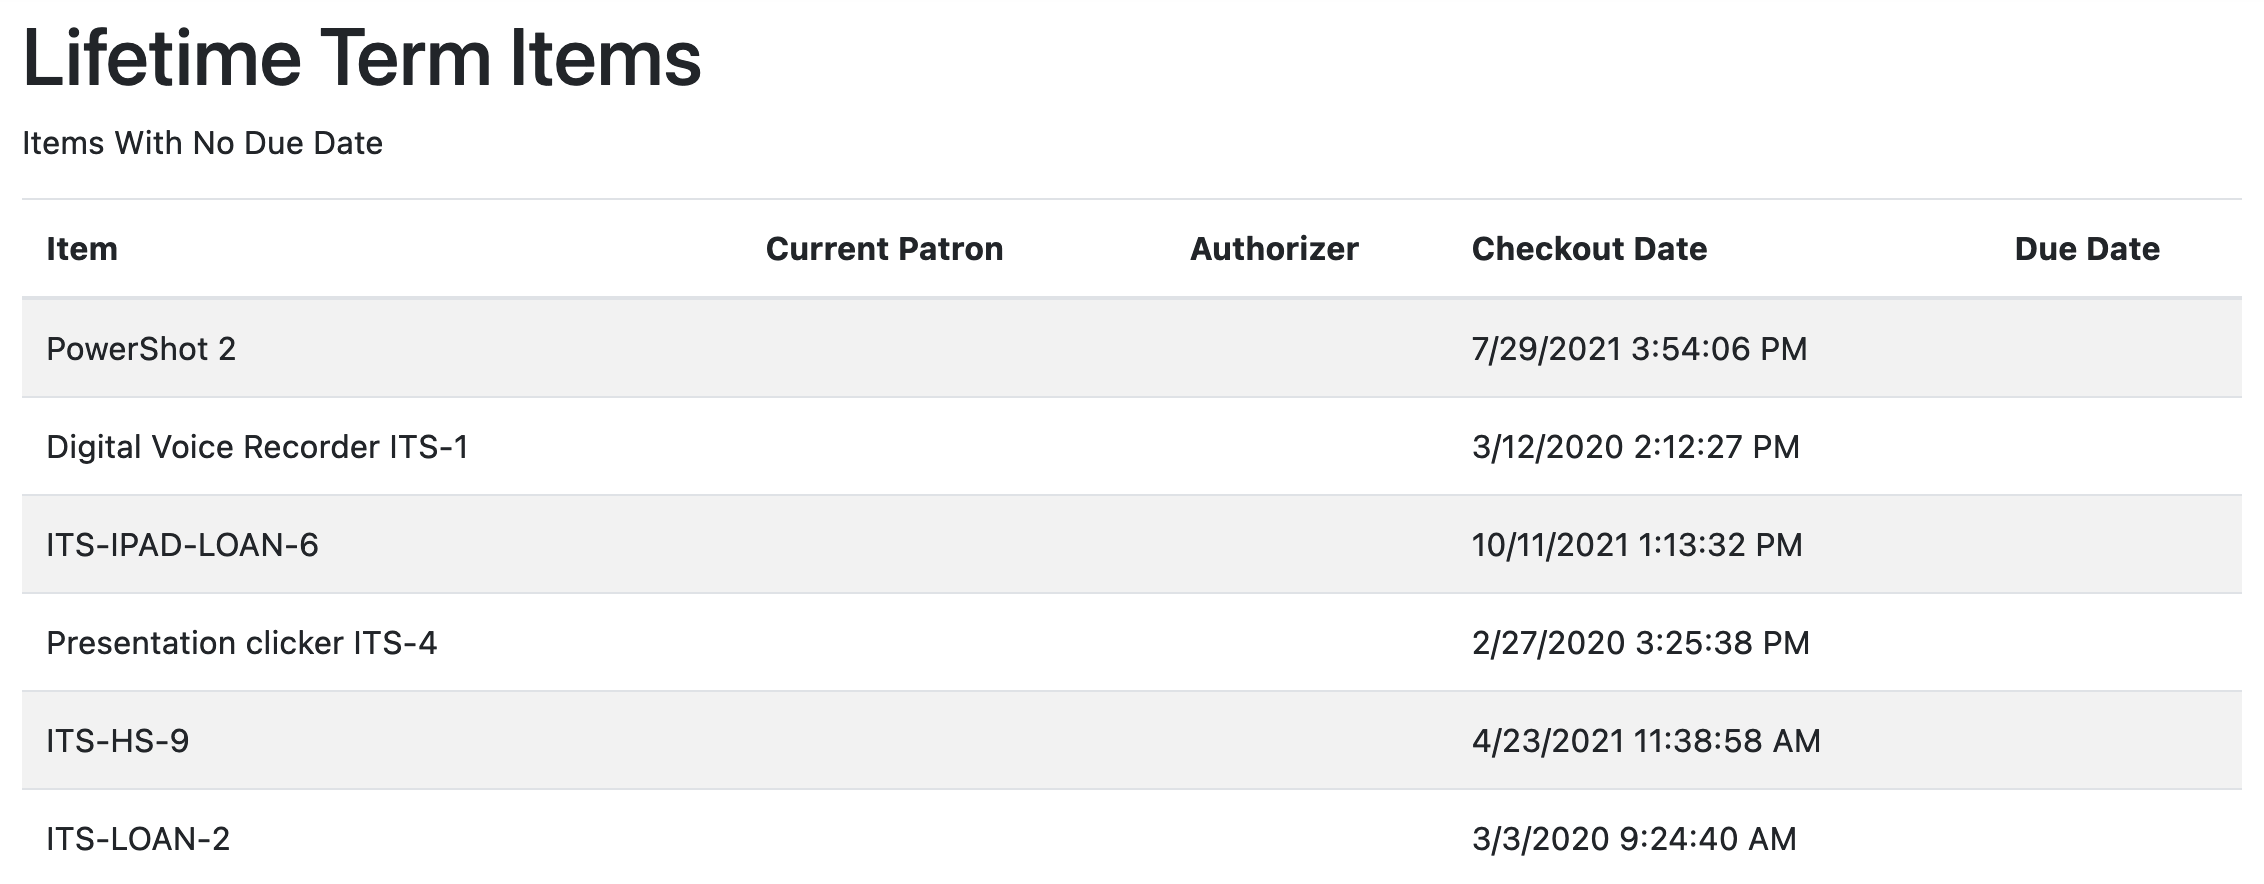 Lifetime Term Items
Items With No Due Date
Item Current Patron Authorizer Checkout Date Due Date
PowerShot 2 7/29/2021 3:54:06 PM
Digital Voice Recorder ITS-1 3/12/2020 2:12:27 PM
ITS-IPAD-LOAN-6 10/11/2021 1:13:32 PM
Presentation clicker ITS-4 2/27/2020 3:25:38 PM
ITS-HS-9 4/23/2021 11:38:58 AM
ITS-LOAN-2 3/3/2020 9:24:40 AM